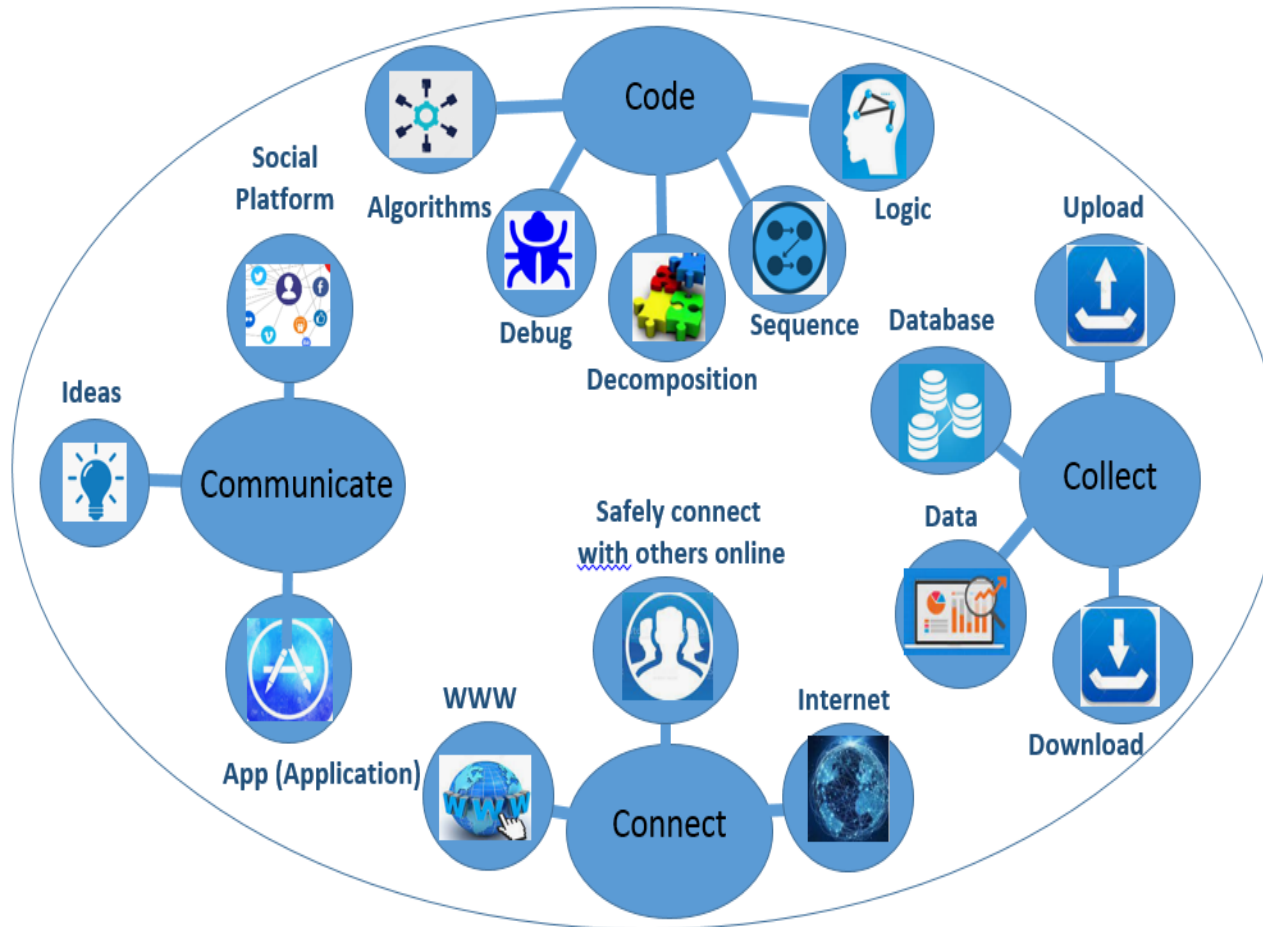 Code
Social
Platform
Algorithms
Logic
Upload
Debug
Sequence
Database
Decomposition
Ideas
Communicate
Collect
Safely connect
with others online
Data
WWW
Internet
Download
App (Application)
W W W
Connect